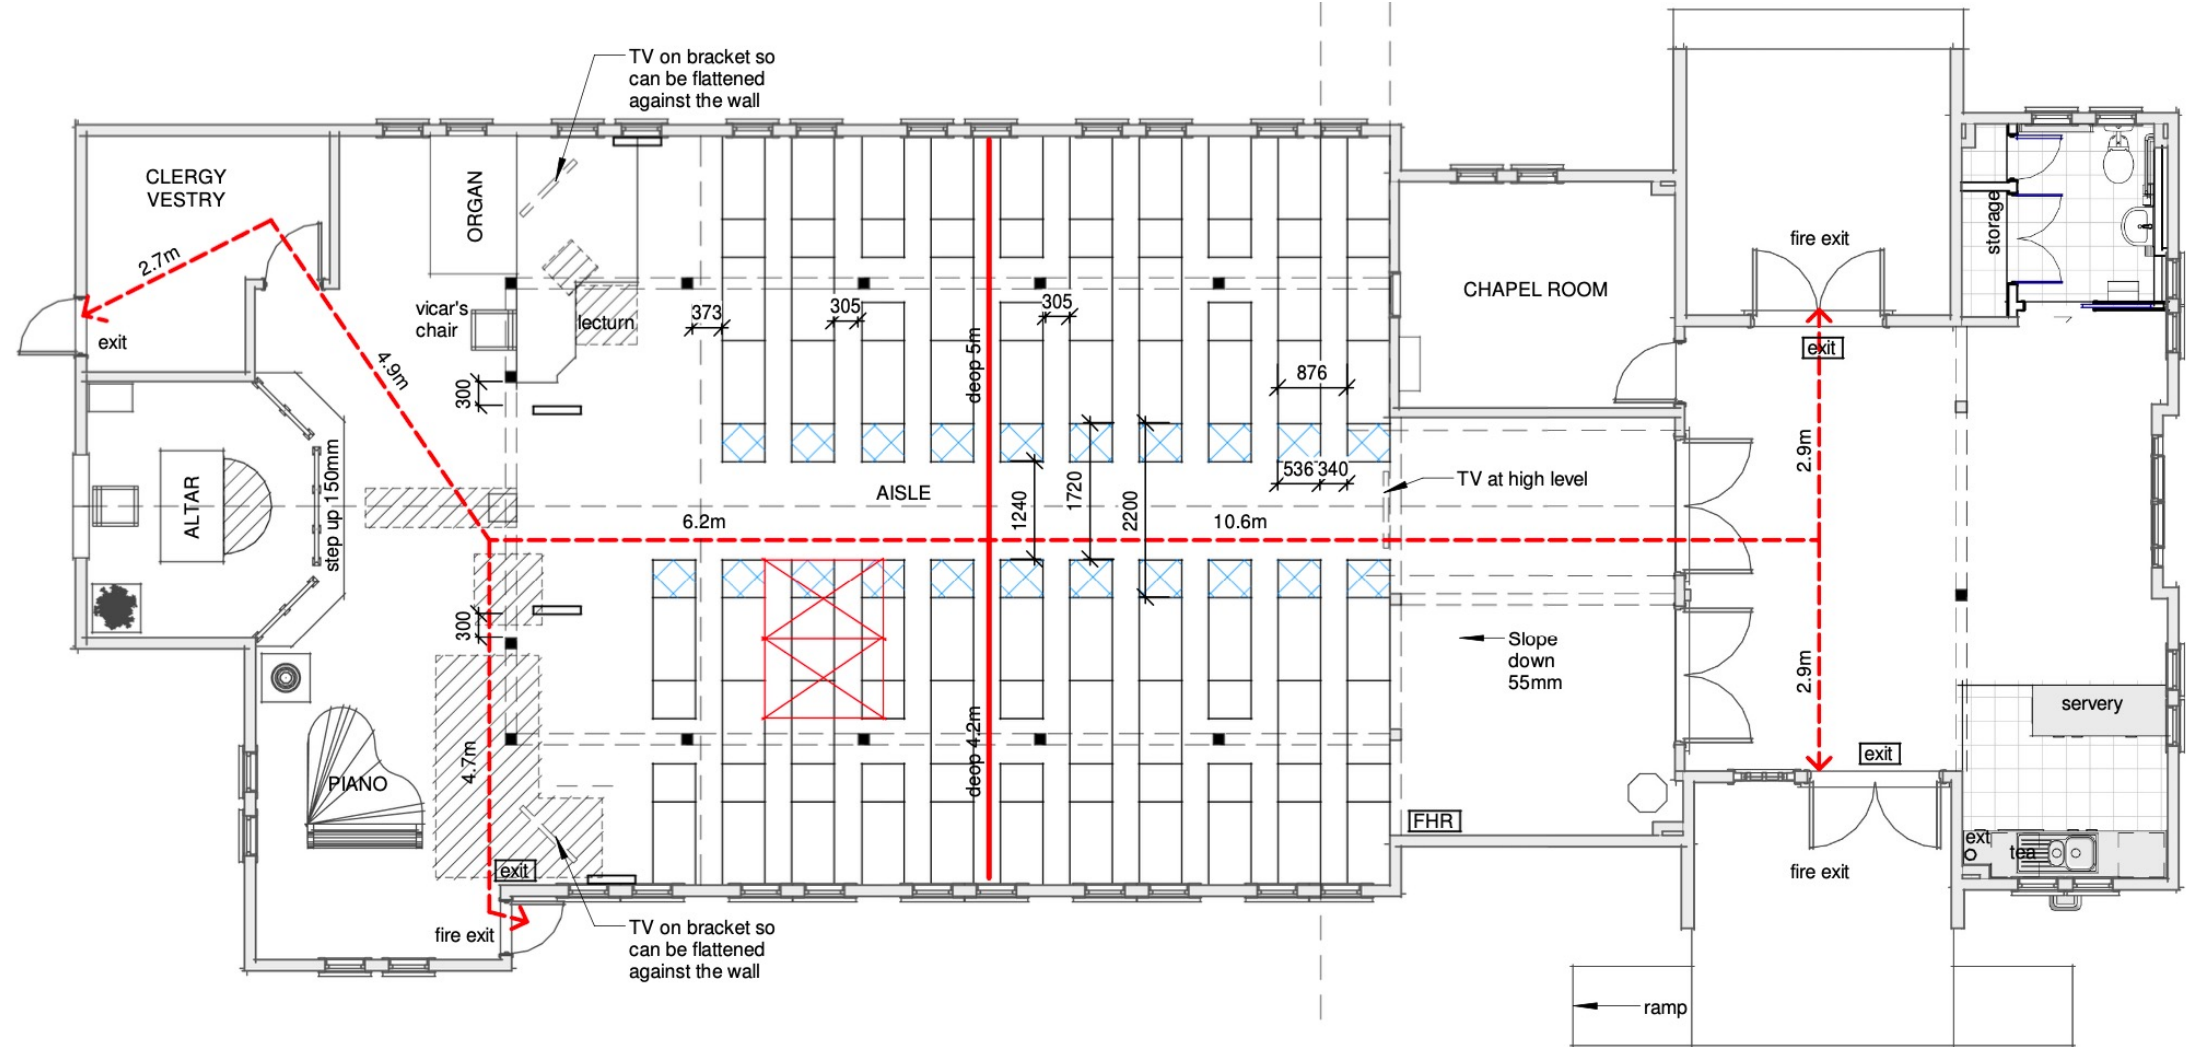 TV on bracket so
can be flattened
against the wall
CLERGY
VESTRY
ORGAN
storage
fire exit
2.7m
vicar's
chair
lecturn
373
305
305
CHAPEL ROOM
exit
exit
4.9m
300
deop 5m
876
2.9m
ALTAR
step up 150mm
AISLE
536 340
TV at high level
1240
1720
2200
6.2m
10.6m
300
Slope
down
55mm
2.9m
servery
4.7m
deop 4.2m
PIANO
exit
FHR
ext
tea
exit
fire exit
fire exit
TV on bracket so
can be flattened
against the wall
ramp